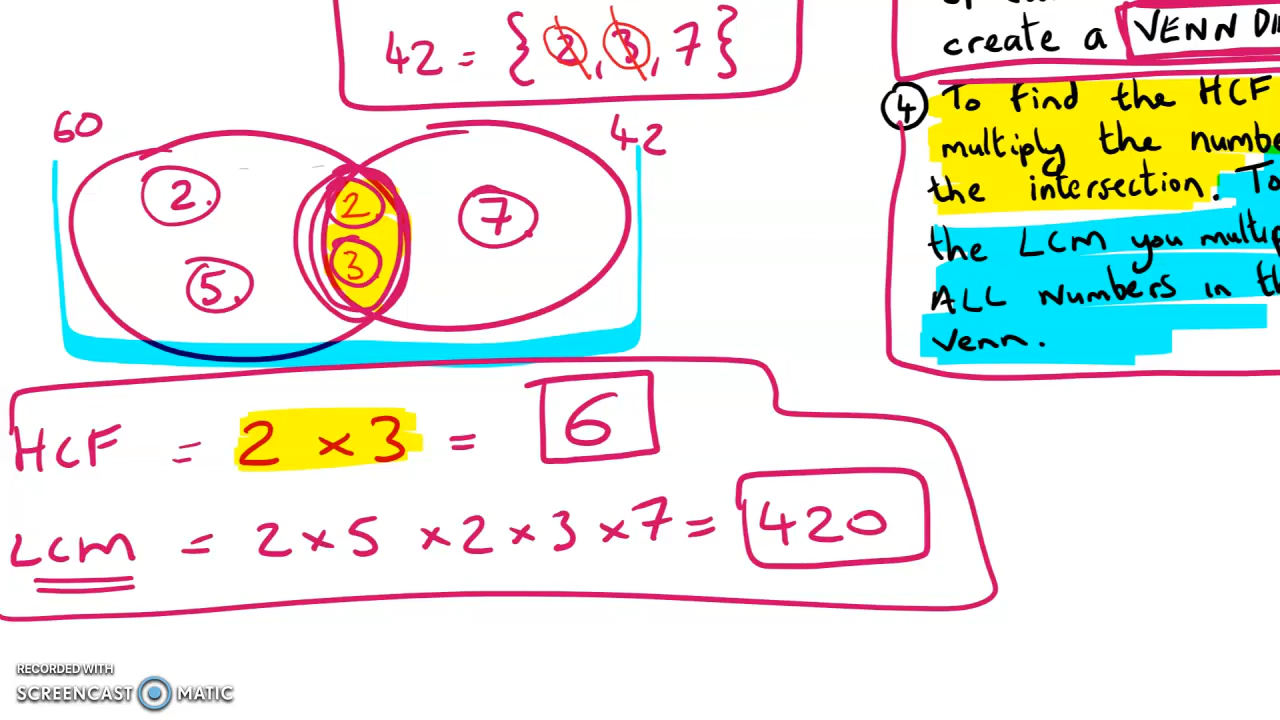 create a VENN DI
42 = {2, 3, 7}
60
42
2.
5.
2
3
7
④ To find the HCF
multiply the numbe
the intersection. To
the LCM you multip
ALL Numbers in th
Venn.
HCF = 2 × 3 = 6
LCM = 2 × 5 × 2 × 3 × 7 = 420
RECORDED WITH
SCREENCAST MATIC